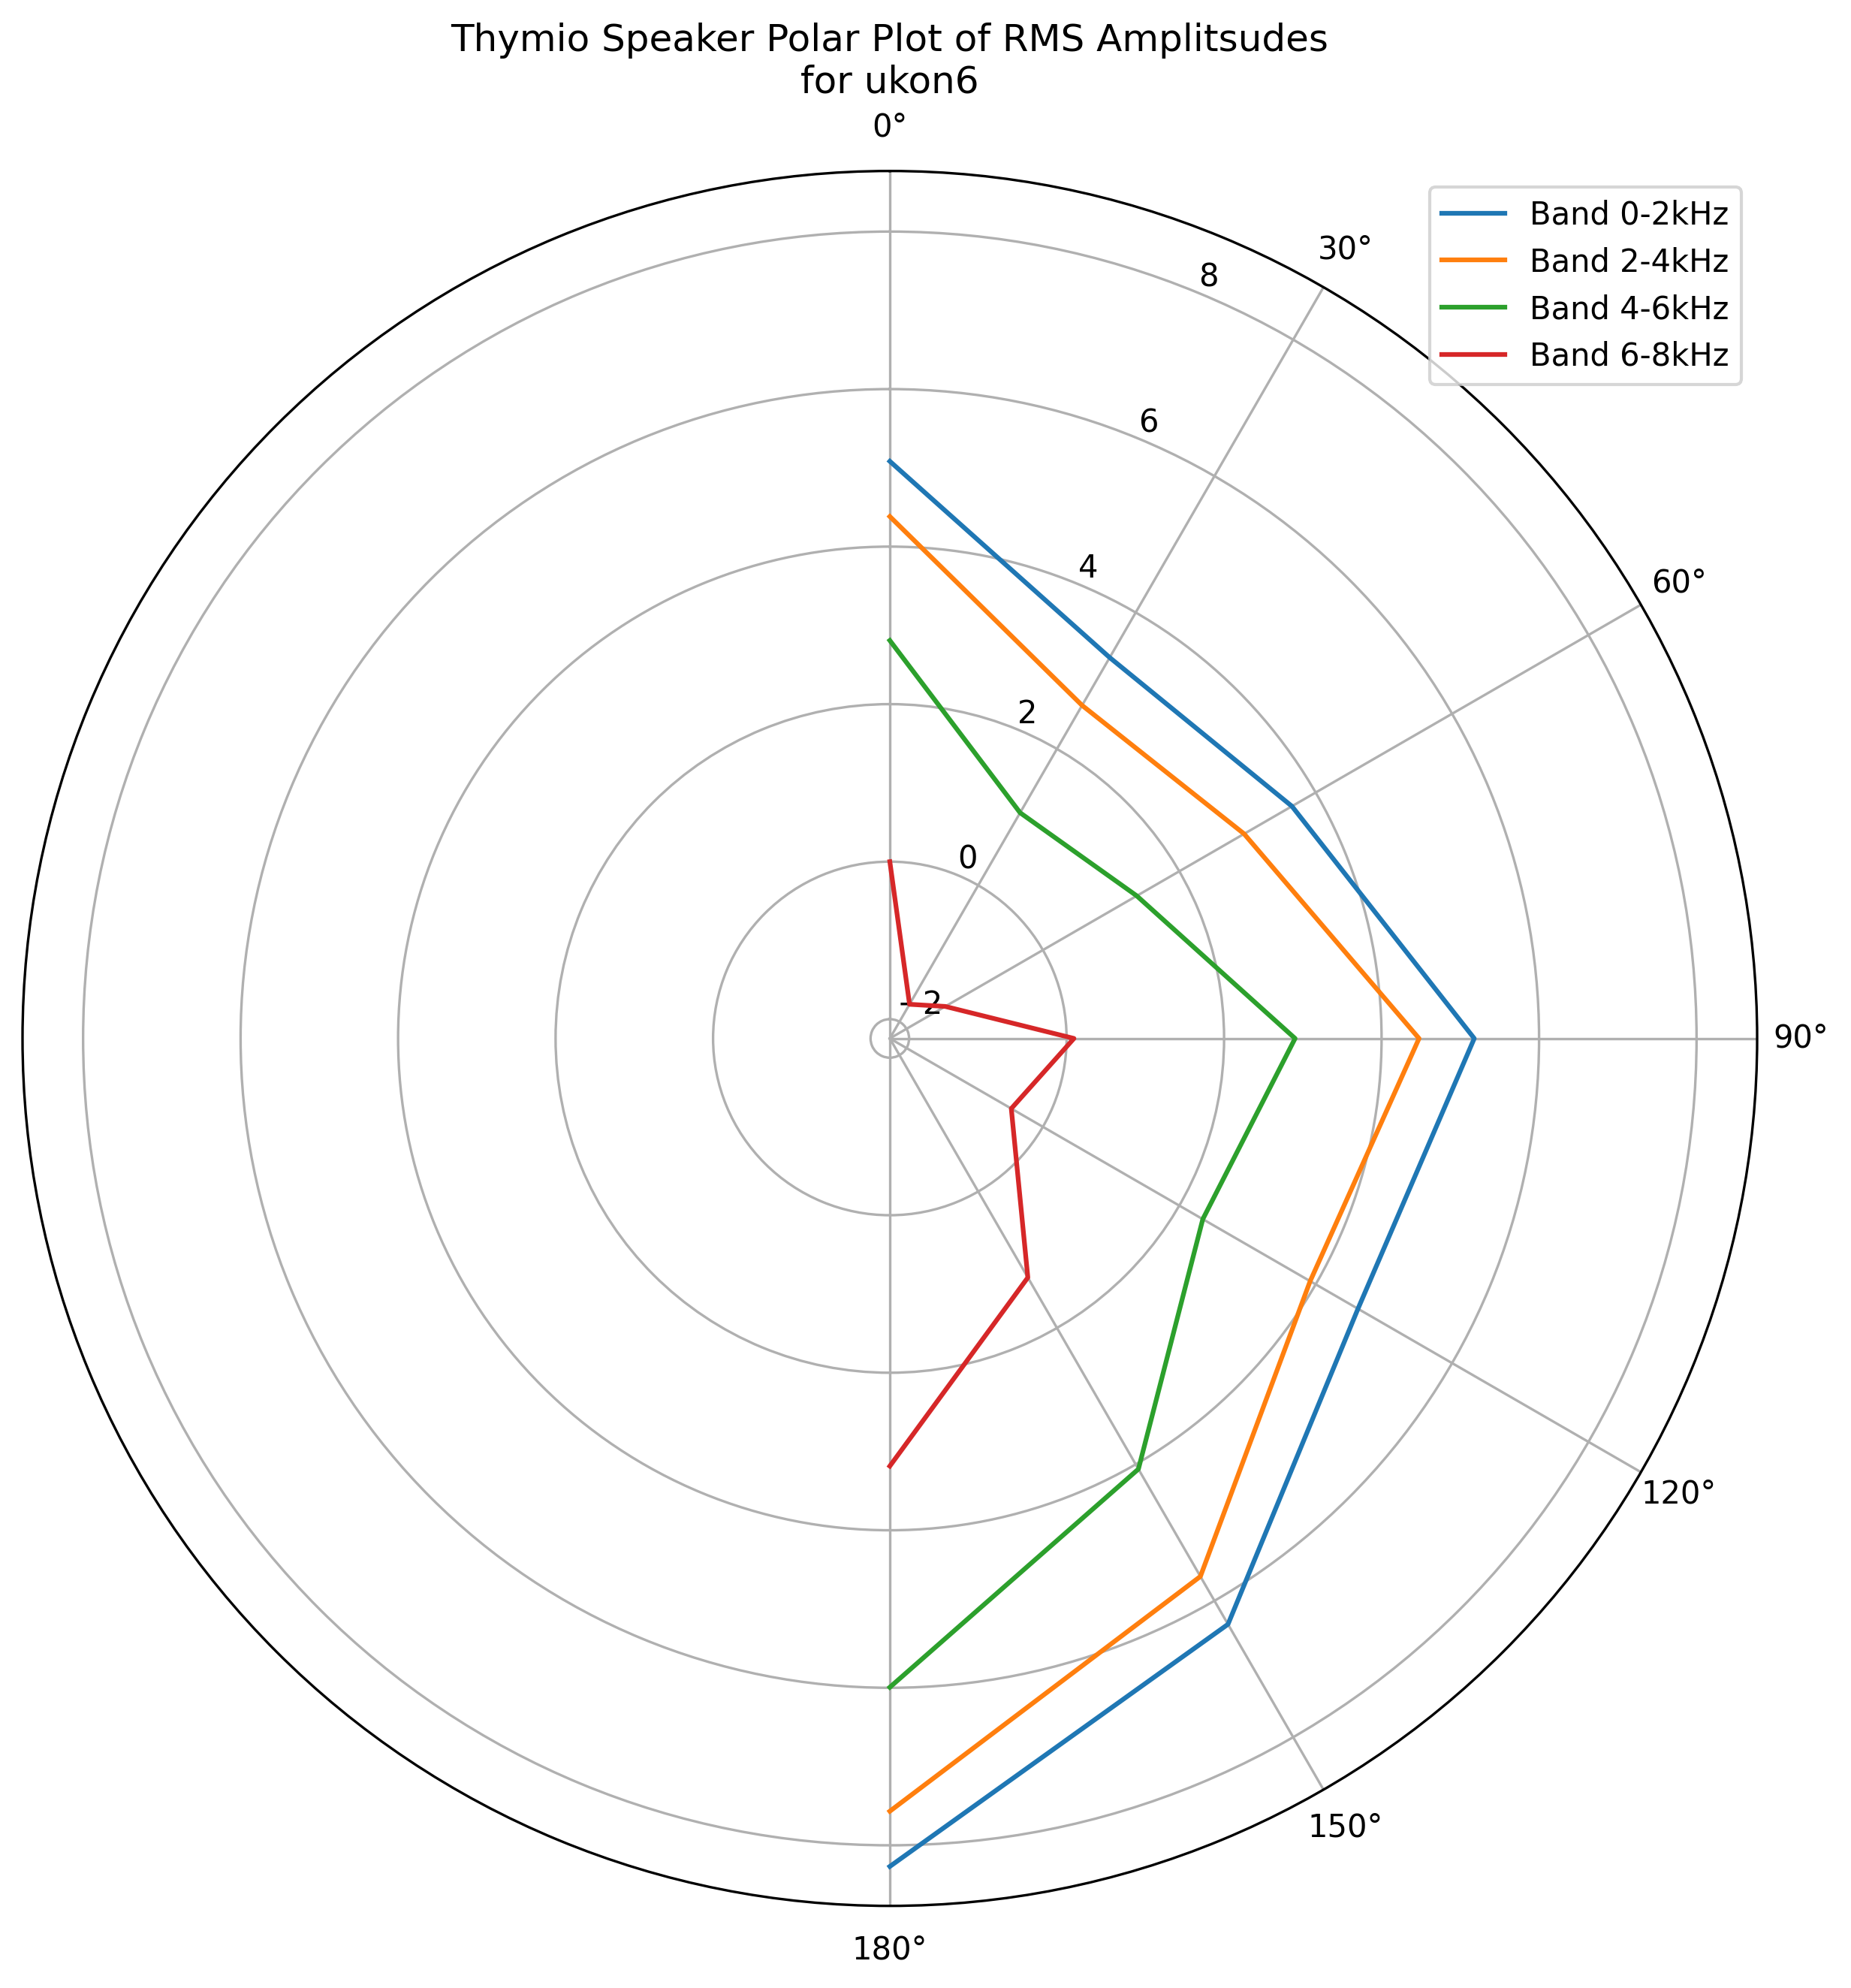 Thymio Speaker Polar Plot of RMS Amplitsudes
for ukon6
0°
30°
60°
90°
120°
150°
180°
8
6
4
2
0
-2
Band 0-2kHz
Band 2-4kHz
Band 4-6kHz
Band 6-8kHz